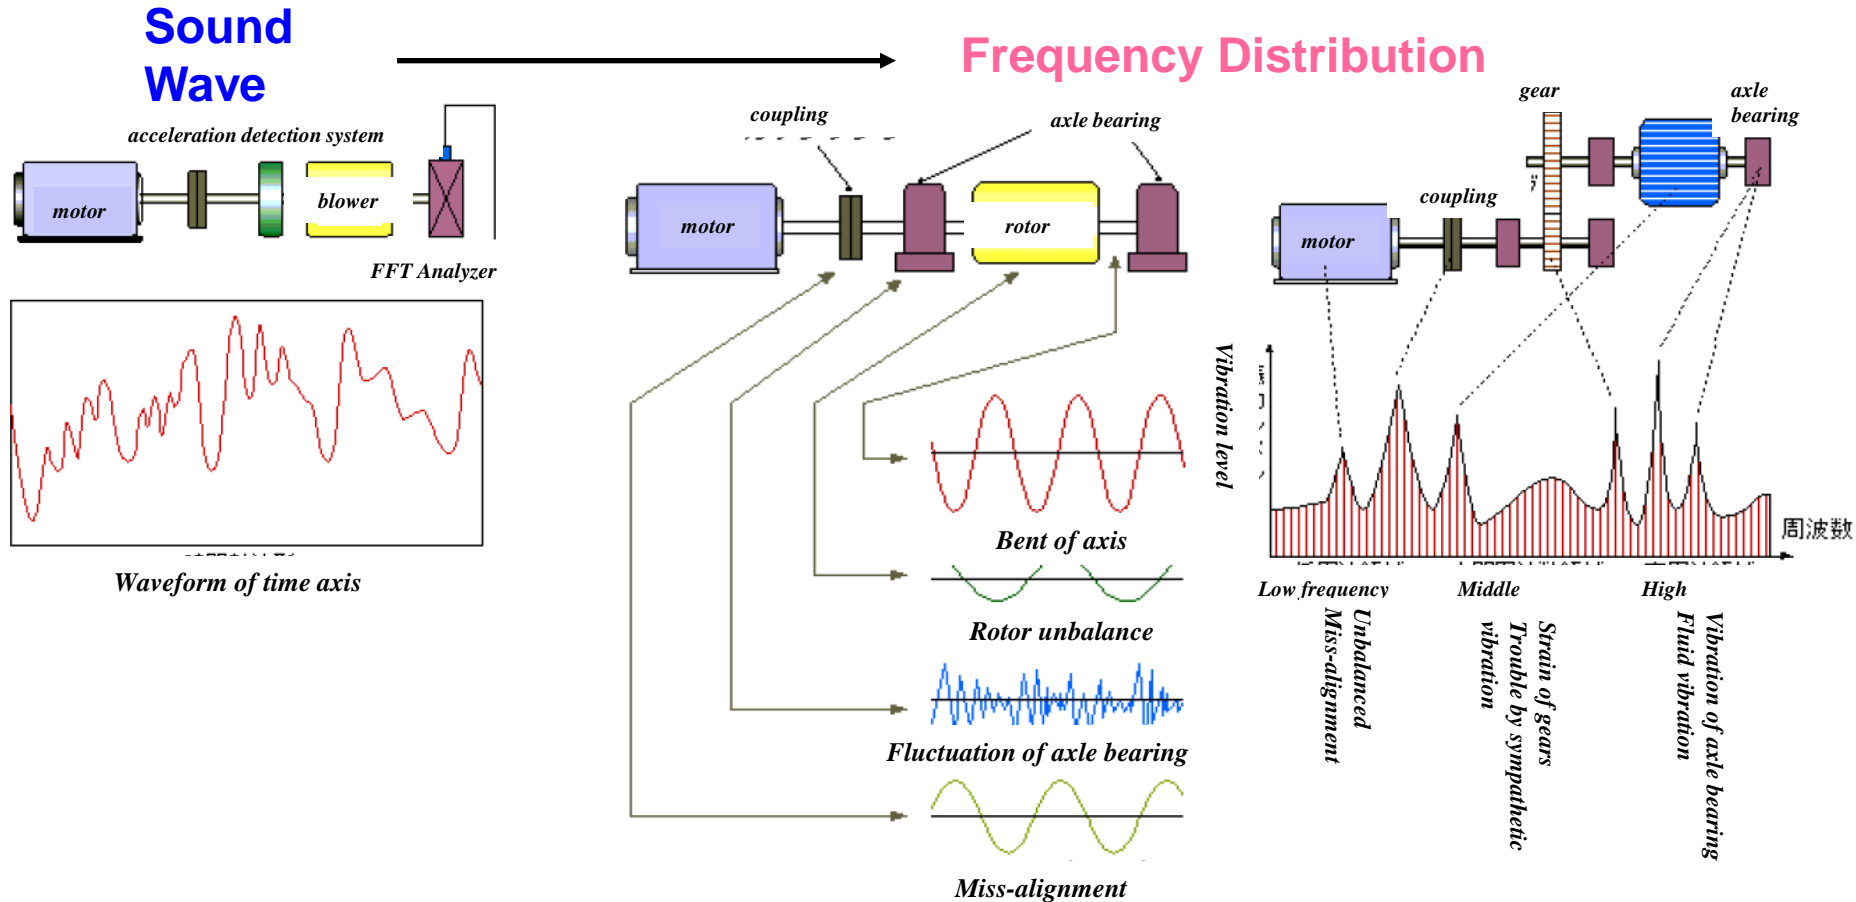 Sound
Wave
Frequency Distribution
acceleration detection system
motor
blower
FFT Analyzer
Waveform of time axis
coupling
axle bearing
motor
rotor
Bent of axis
Rotor unbalance
Fluctuation of axle bearing
Miss-alignment
gear
axle
bearing
coupling
motor
Vibration level
周波数
Low frequency
Middle
High
Unbalanced
Miss-alignment
Strain of gears
Trouble by sympathetic
vibration
Vibration of axle bearing
Fluid vibration